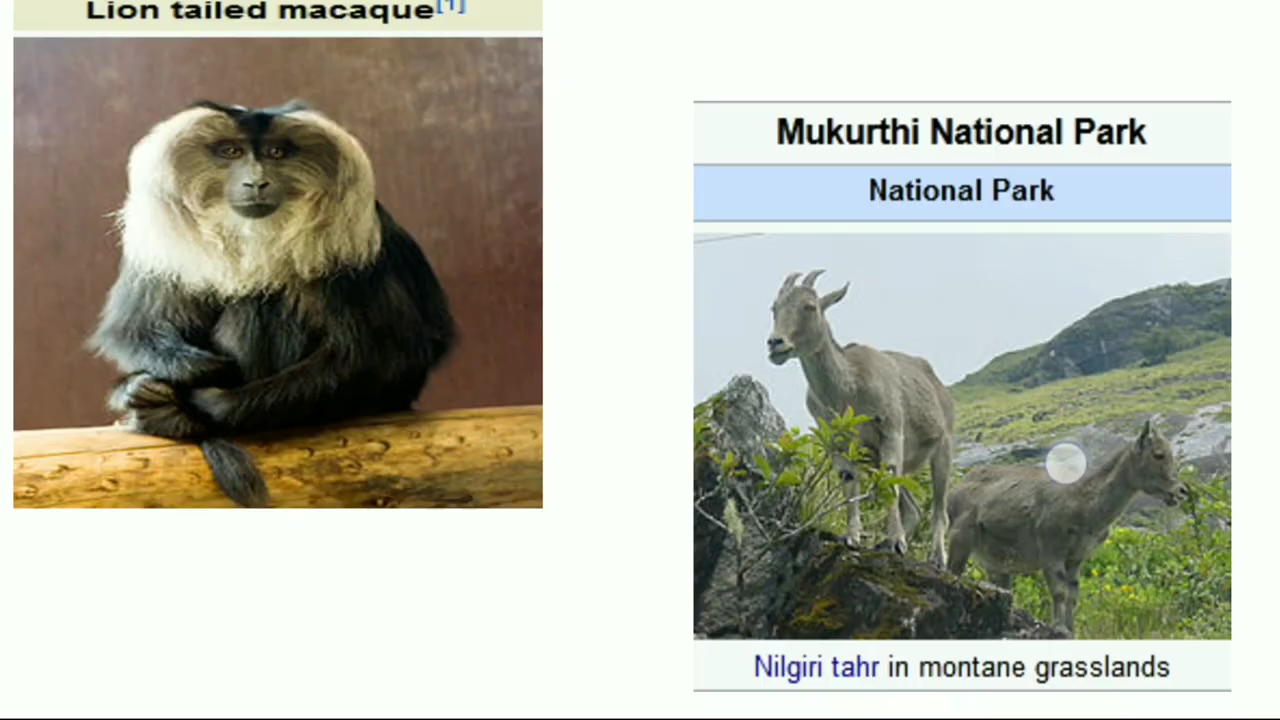 Lion tailed macaque[1]
Mukurthi National Park
National Park
Nilgiri tahr in montane grasslands